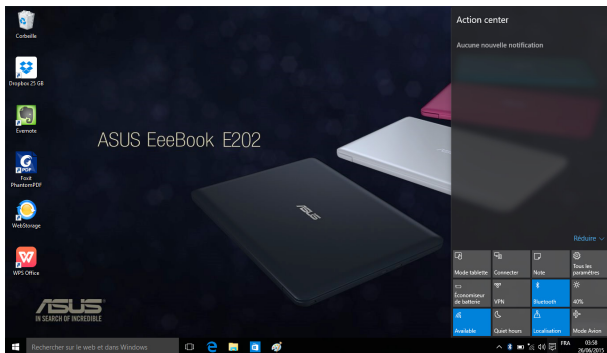 Corbeille
Dropbox 25 GB
Evernote
Foxit
PhantomPDF
WebStorage
WPS Office
ASUS EeeBook E202
ASUS
ASUS
IN SEARCH OF INCREDIBLE
Action center
Aucune nouvelle notification
Réduire
Mode tablette
Connecter
Note
Tous les
paramètres
Économiseur
de batterie
VPN
Bluetooth
40%
Available
Quiet hours
Localisation
Mode Avion
Rechercher sur le web et dans Windows
FRA
03:58
26/06/2015